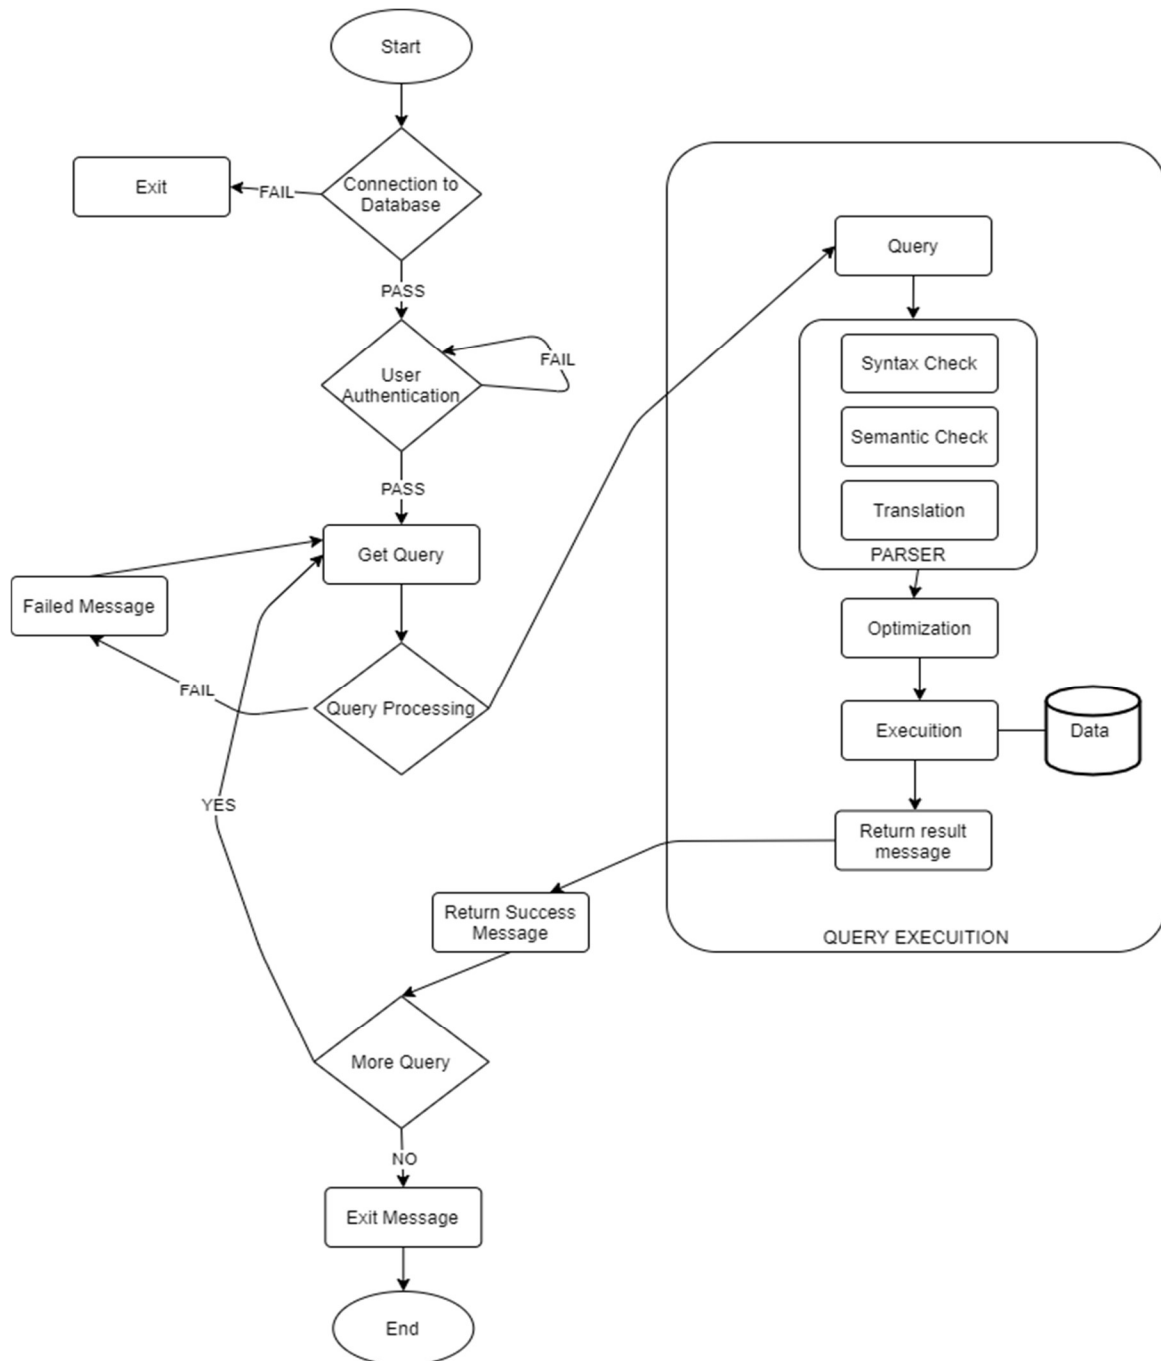 Start
Connection to
Database
FAIL
Exit
PASS
User
Authentication
FAIL
PASS
Get Query
Failed Message
FAIL
Query Processing
Query
Syntax Check
Semantic Check
Translation
PARSER
Optimization
Execuition
Data
Return result
message
QUERY EXECUITION
Return Success
Message
YES
More Query
NO
Exit Message
End